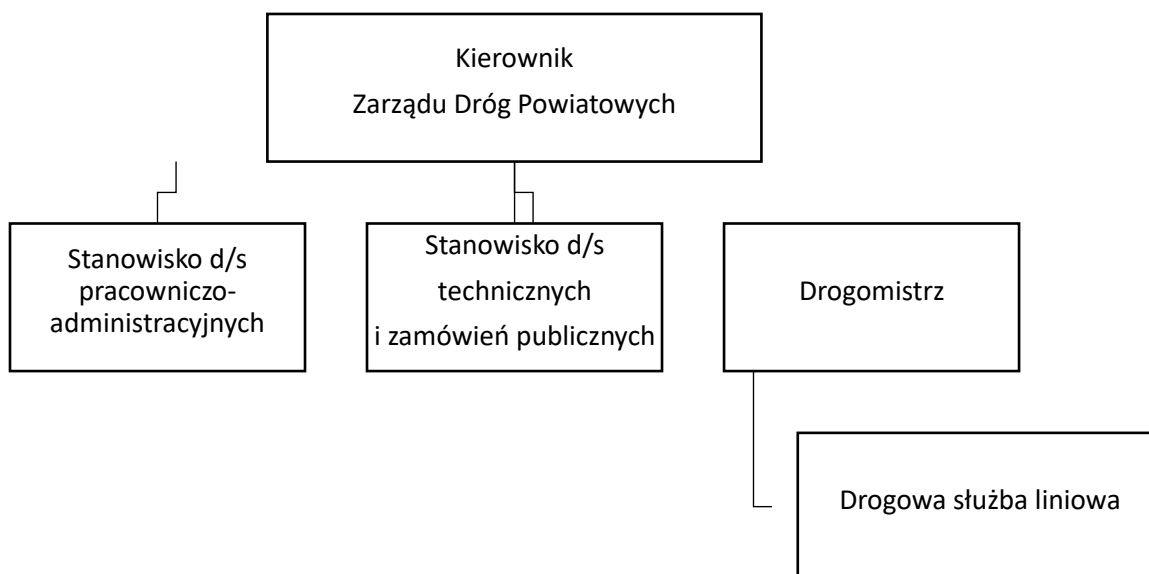 Kierownik
Zarządu Dróg Powiatowych
Stanowisko d/s
pracowniczo-
administracyjnych
Stanowisko d/s
technicznych
i zamówień publicznych
Drogomistrz
Drogowa służba liniowa